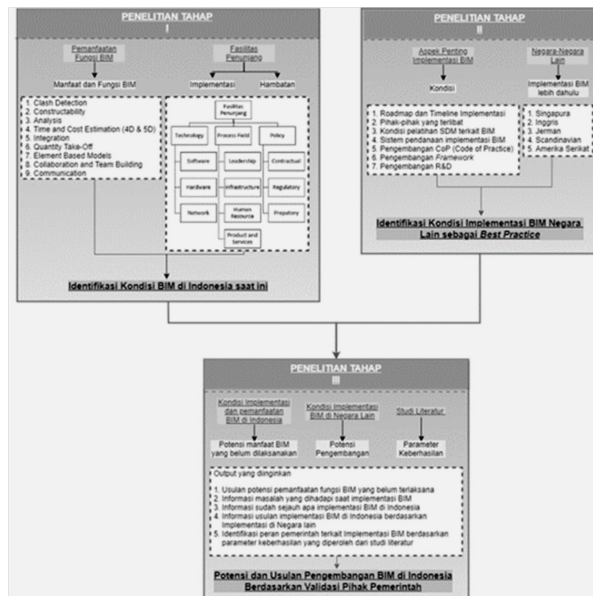 PENELITIAN TAHAP
I
Pemanfaatan
Fungsi BIM
Fasilitas
Penunjang
Manfaat dan Fungsi BIM
Implementasi
Hambatan
1. Clash Detection
2. Constructability
3. Analysis
4. Time and Cost Estimation (4D & 5D)
5. Integration
6. Quantity Take-Off
7. Element Based Models
8. Collaboration and Team Building
9. Communication
Fasilitas
Penunjang
Technology
Process Field
Policy
Software
Leadership
Contractual
Hardware
Infrastructure
Regulatory
Network
Human
Resource
Prepatory
Product and
Services
Identifikasi Kondisi BIM di Indonesia saat ini
PENELITIAN TAHAP
II
Aspek Penting
Implementasi BIM
Negara-Negara
Lain
Kondisi
Implementasi BIM
lebih dahulu
1. Roadmap dan Timeline Implementasi
2. Pihak-pihak yang terlibat
3. Kondisi pelatihan SDM terkait BIM
4. Sistem pendanaan implementasi BIM
5. Pengembangan CoP (Code of Practice)
6. Pengembangan Framework
7. Pengembangan R&D
1. Singapura
2. Inggris
3. Jerman
4. Scandinavian
5. Amerika Serikat
Identifikasi Kondisi Implementasi BIM Negara
Lain sebagai Best Practice
PENELITIAN TAHAP
III
Kondisi Implementasi
dan pemanfaatan
BIM di Indonesia
Kondisi Implementasi
BIM di Negara Lain
Studi Literatur
Potensi manfaat BIM
yang belum dilaksanakan
Potensi
Pengembangan
Parameter
Keberhasilan
Output yang diinginkan
1. Usulan potensi pemanfaatan fungsi BIM yang belum terlaksana
2. Informasi masalah yang dihadapi saat implementasi BIM
3. Informasi sudah sejauh apa implementasi BIM di Indonesia
4. Informasi usulan implementasi BIM di Indonesia berdasarkan
Implementasi di Negara lain
5. Identifikasi peran pemerintah terkait Implementasi BIM berdasarkan
parameter keberhasilan yang diperoleh dari studi literatur
Potensi dan Usulan Pengembangan BIM di Indonesia
Berdasarkan Validasi Pihak Pemerintah